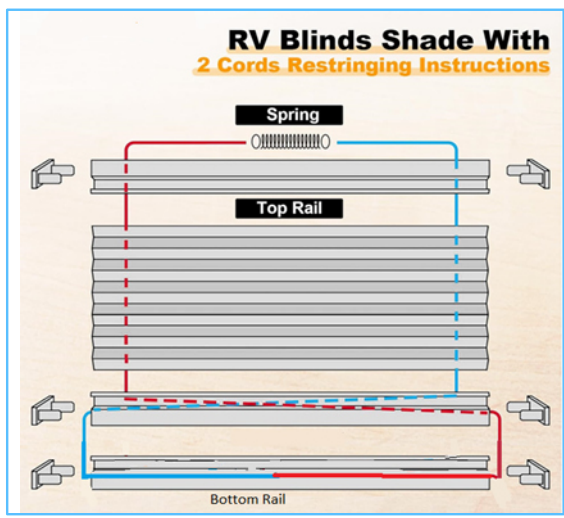 RV Blinds Shade With
2 Cords Restringing Instructions
Spring
Top Rail
Bottom Rail